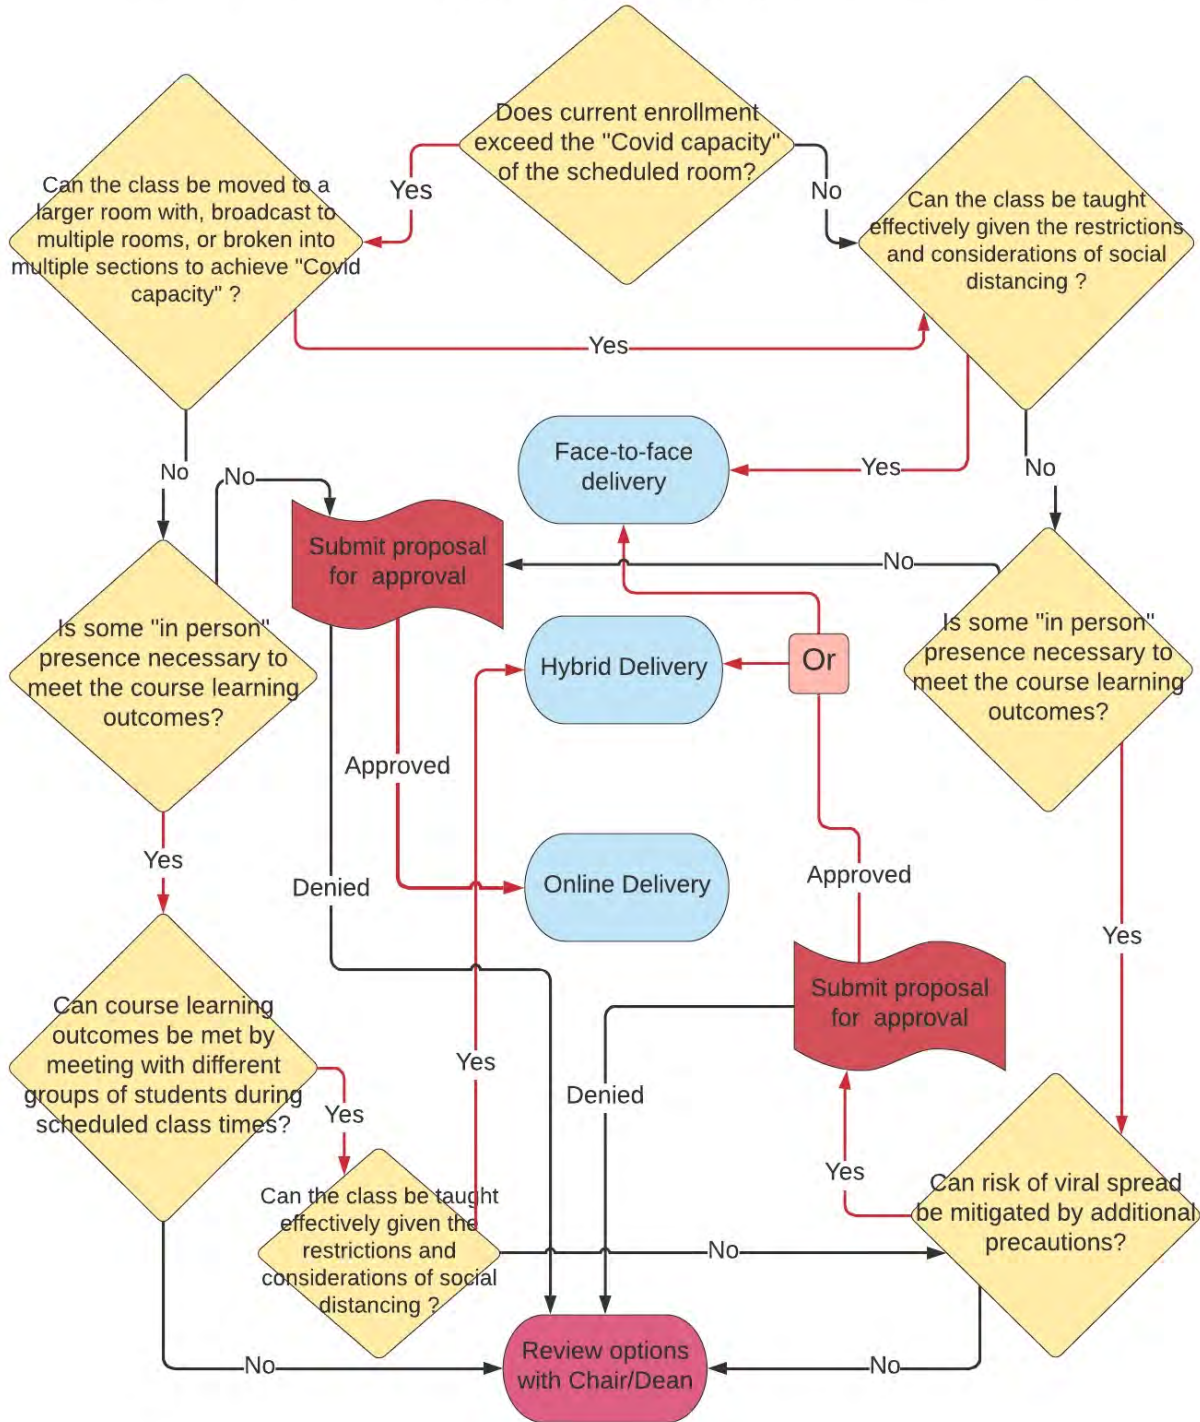 Does current enrollment
exceed the "Covid capacity"
of the scheduled room?
Yes
No
Can the class be moved to a
larger room with, broadcast to
multiple rooms, or broken into
multiple sections to achieve "Covid
capacity" ?
Can the class be taught
effectively given the restrictions
and considerations of social
distancing ?
Yes
No
No
Face-to-face
delivery
Yes
No
Submit proposal
for approval
No
Is some "in person"
presence necessary to
meet the course learning
outcomes?
Hybrid Delivery
Or
Is some "in person"
presence necessary to
meet the course learning
outcomes?
Approved
Yes
Denied
Online Delivery
Approved
Yes
Can course learning
outcomes be met by
meeting with different
groups of students during
scheduled class times?
Yes
Submit proposal
for approval
Yes
Denied
Can the class be taught
effectively given the
restrictions and
considerations of social
distancing ?
Yes
Can risk of viral spread
be mitigated by additional
precautions?
No
No
Review options
with Chair/Dean
No